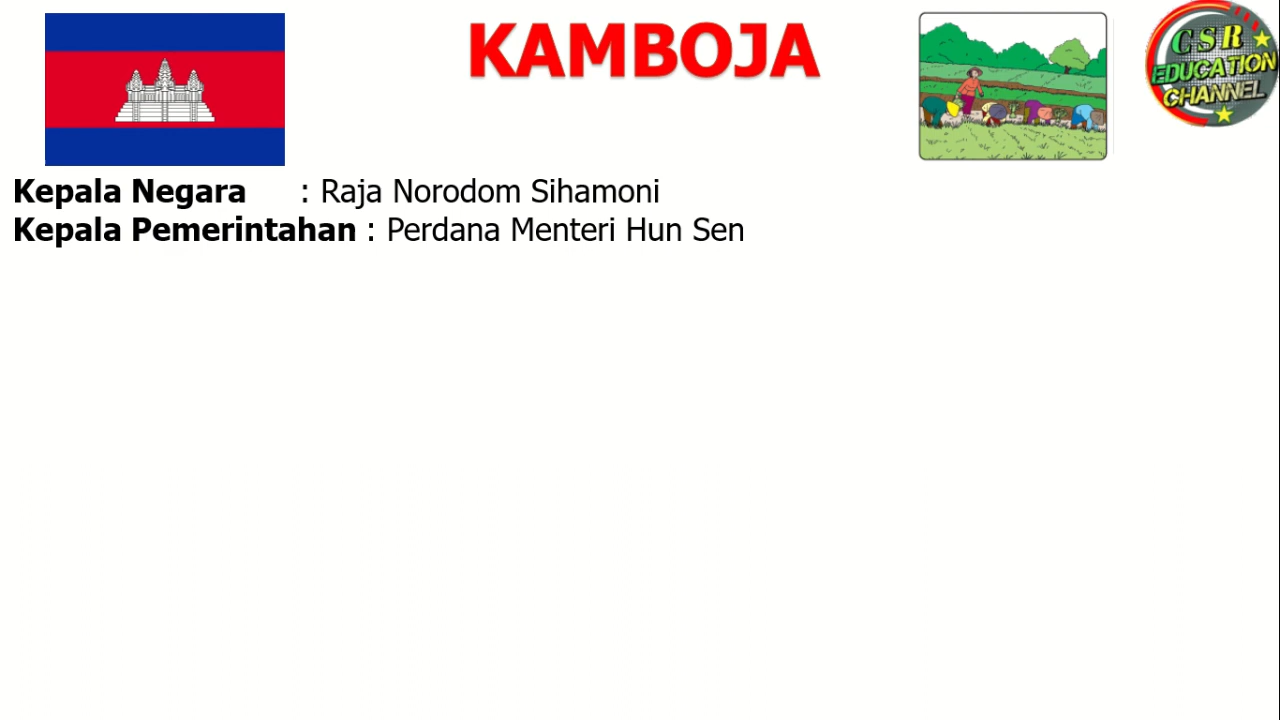 KAMBOJA
CSR
EDUCATION
CHANNEL
Kepala Negara : Raja Norodom Sihamoni
Kepala Pemerintahan : Perdana Menteri Hun Sen